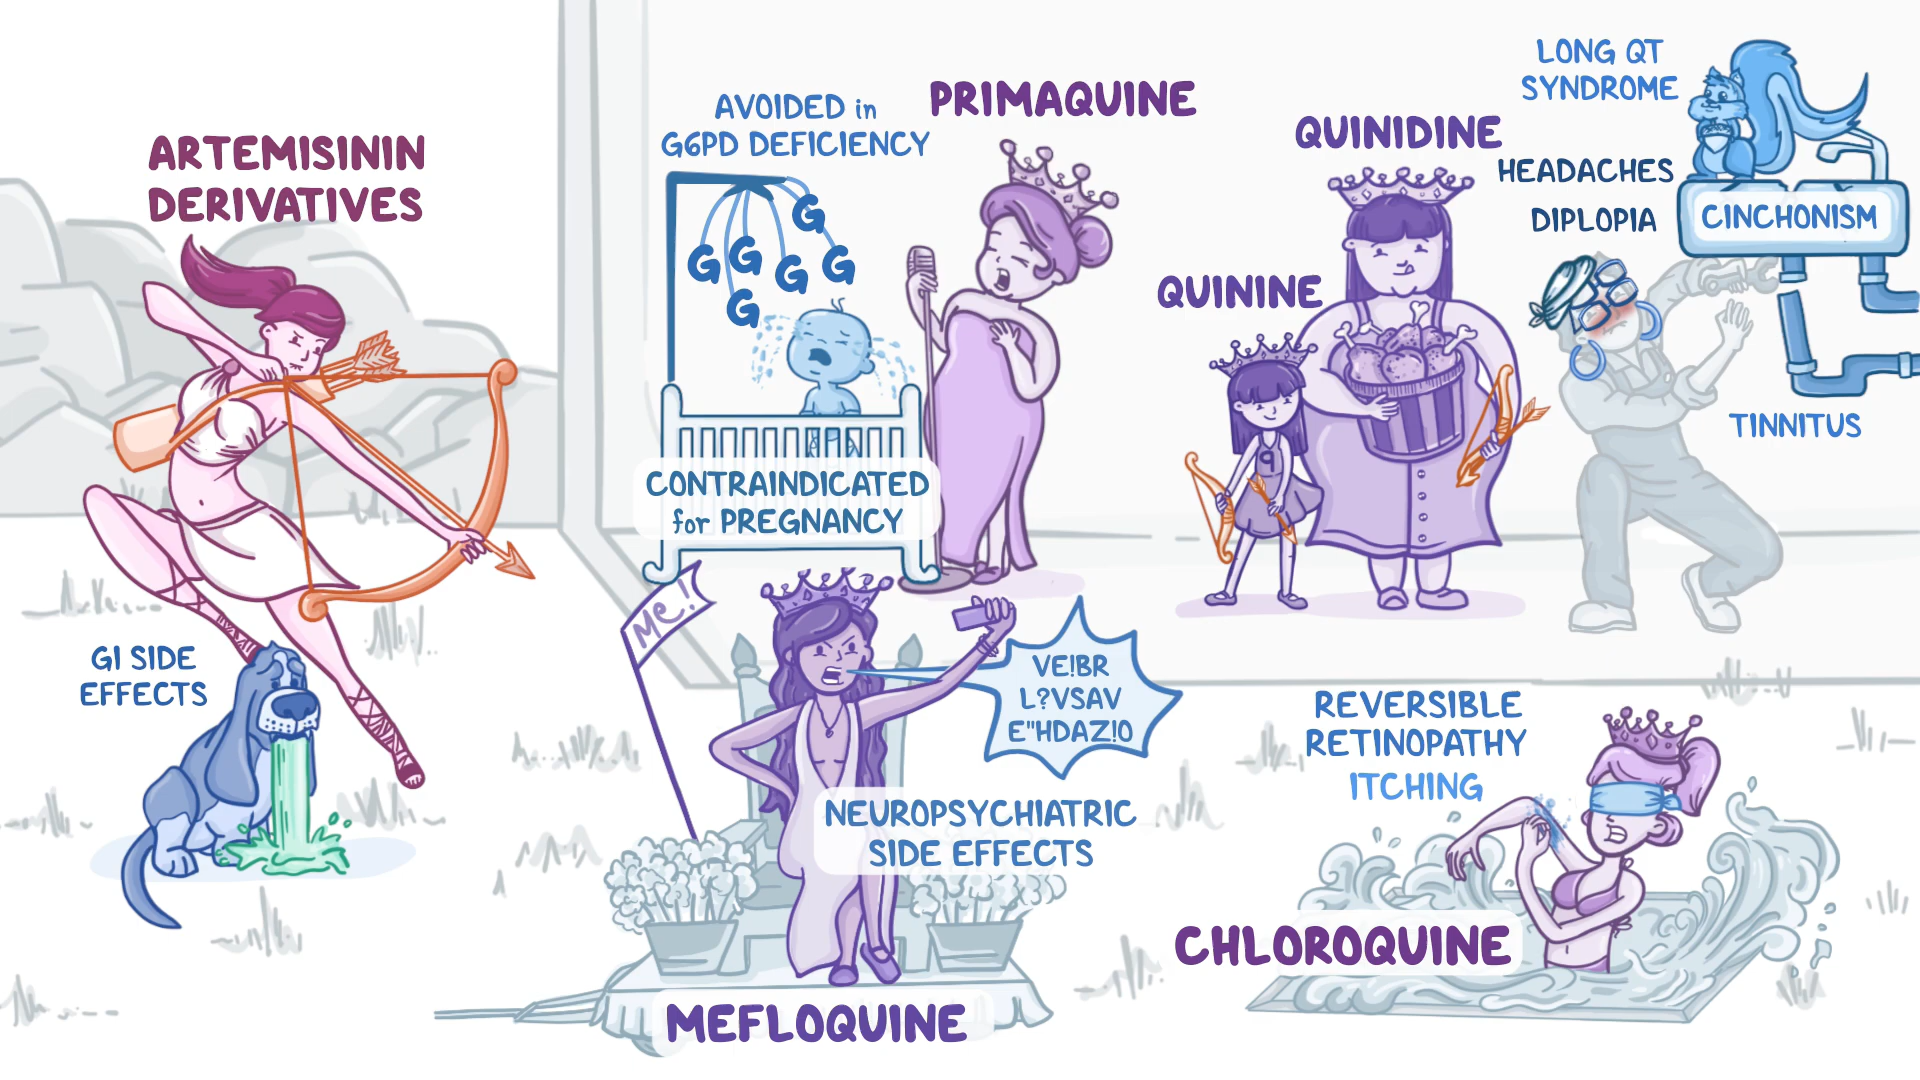 ARTEMISININ
DERIVATIVES
GI SIDE
EFFECTS
AVOIDED in
G6PD DEFICIENCY
G
G
G
G
G
G
CONTRAINDICATED
for PREGNANCY
PRIMAQUINE
QUININE
q
QUINIDINE
LONG QT
SYNDROME
HEADACHES
DIPLOPIA
CINCHONISM
TINNITUS
Me!
VE!BR
L?VSAV
E"HDAZ!O
NEUROPSYCHIATRIC
SIDE EFFECTS
MEFLOQUINE
REVERSIBLE
RETINOPATHY
ITCHING
CHLOROQUINE